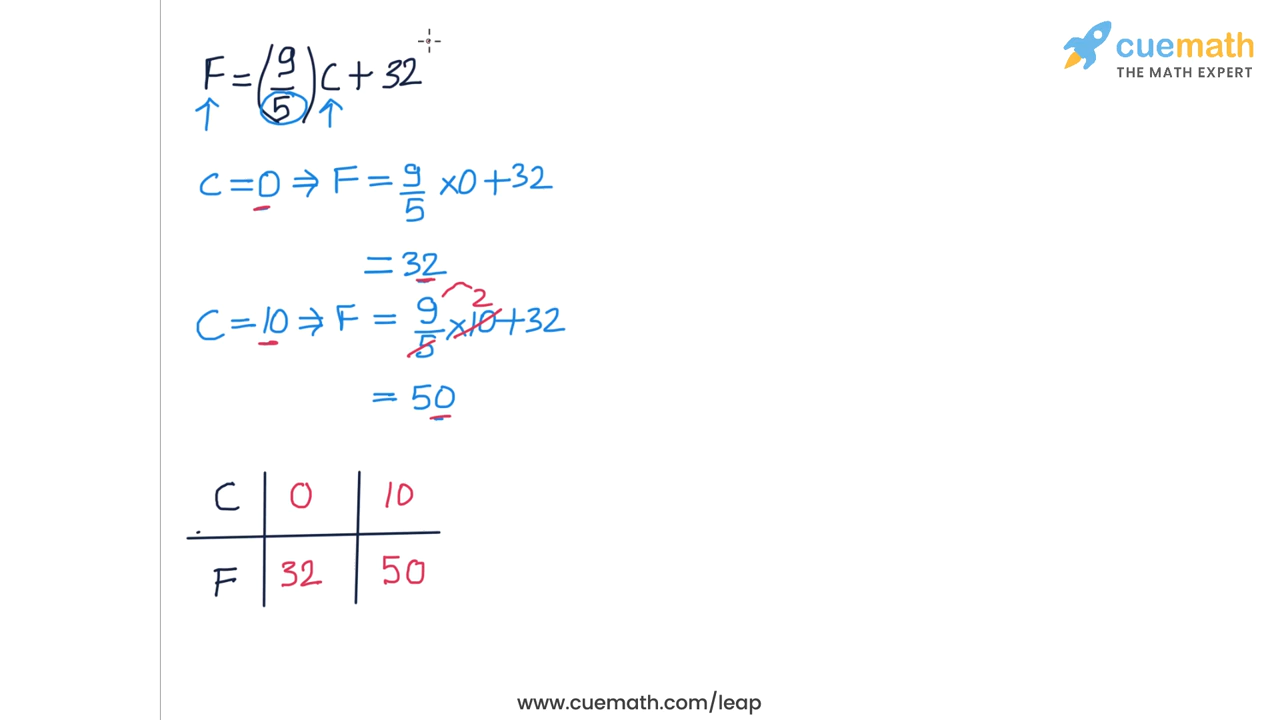 cuemath
THE MATH EXPERT
F = (9/5) C + 32
C = 0 ⇒ F = 9/5 × 0 + 32
= 32
2
C = 10 ⇒ F = 9/5 × 10 + 32
= 50
C 0 10
F 32 50
www.cuemath.com/leap